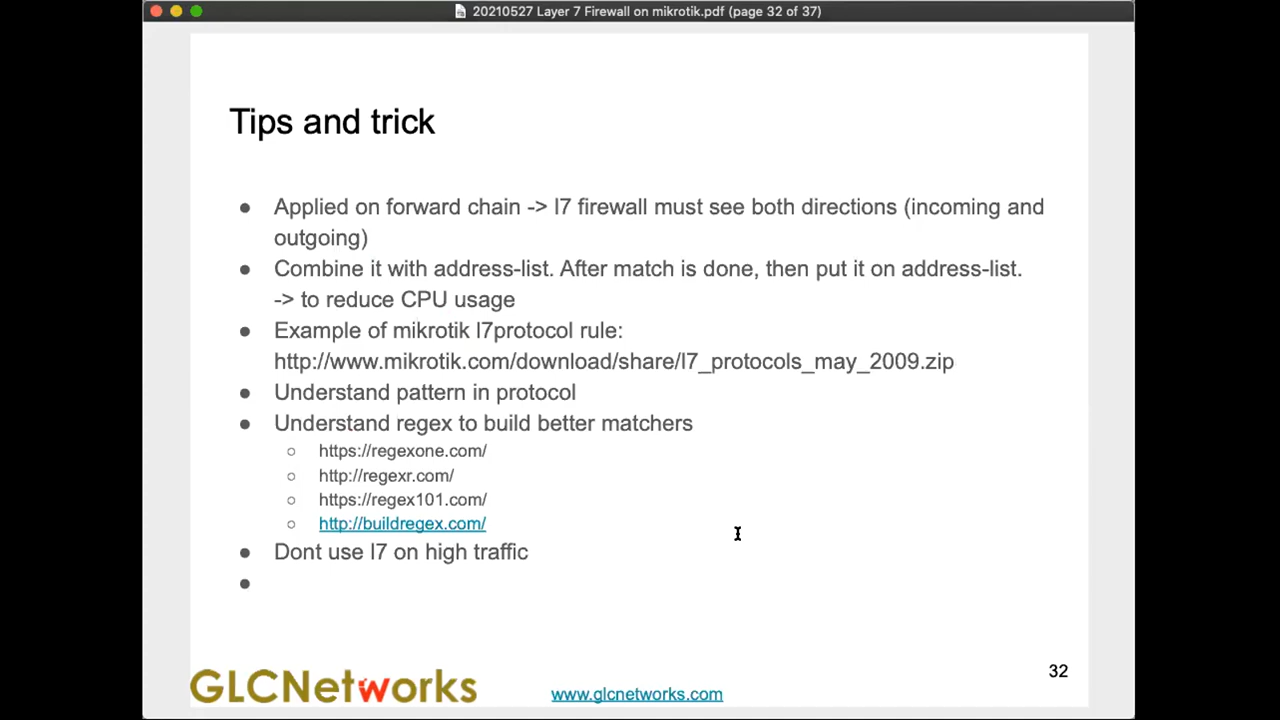 20210527 Layer 7 Firewall on mikrotik.pdf (page 32 of 37)
Tips and trick
● Applied on forward chain -> l7 firewall must see both directions (incoming and
outgoing)
● Combine it with address-list. After match is done, then put it on address-list.
-> to reduce CPU usage
● Example of mikrotik l7protocol rule:
http://www.mikrotik.com/download/share/l7_protocols_may_2009.zip
● Understand pattern in protocol
● Understand regex to build better matchers
○ https://regexone.com/
○ http://regexr.com/
○ https://regex101.com/
○ http://buildregex.com/
● Dont use l7 on high traffic
●
32
GLCNetworks
www.glcnetworks.com